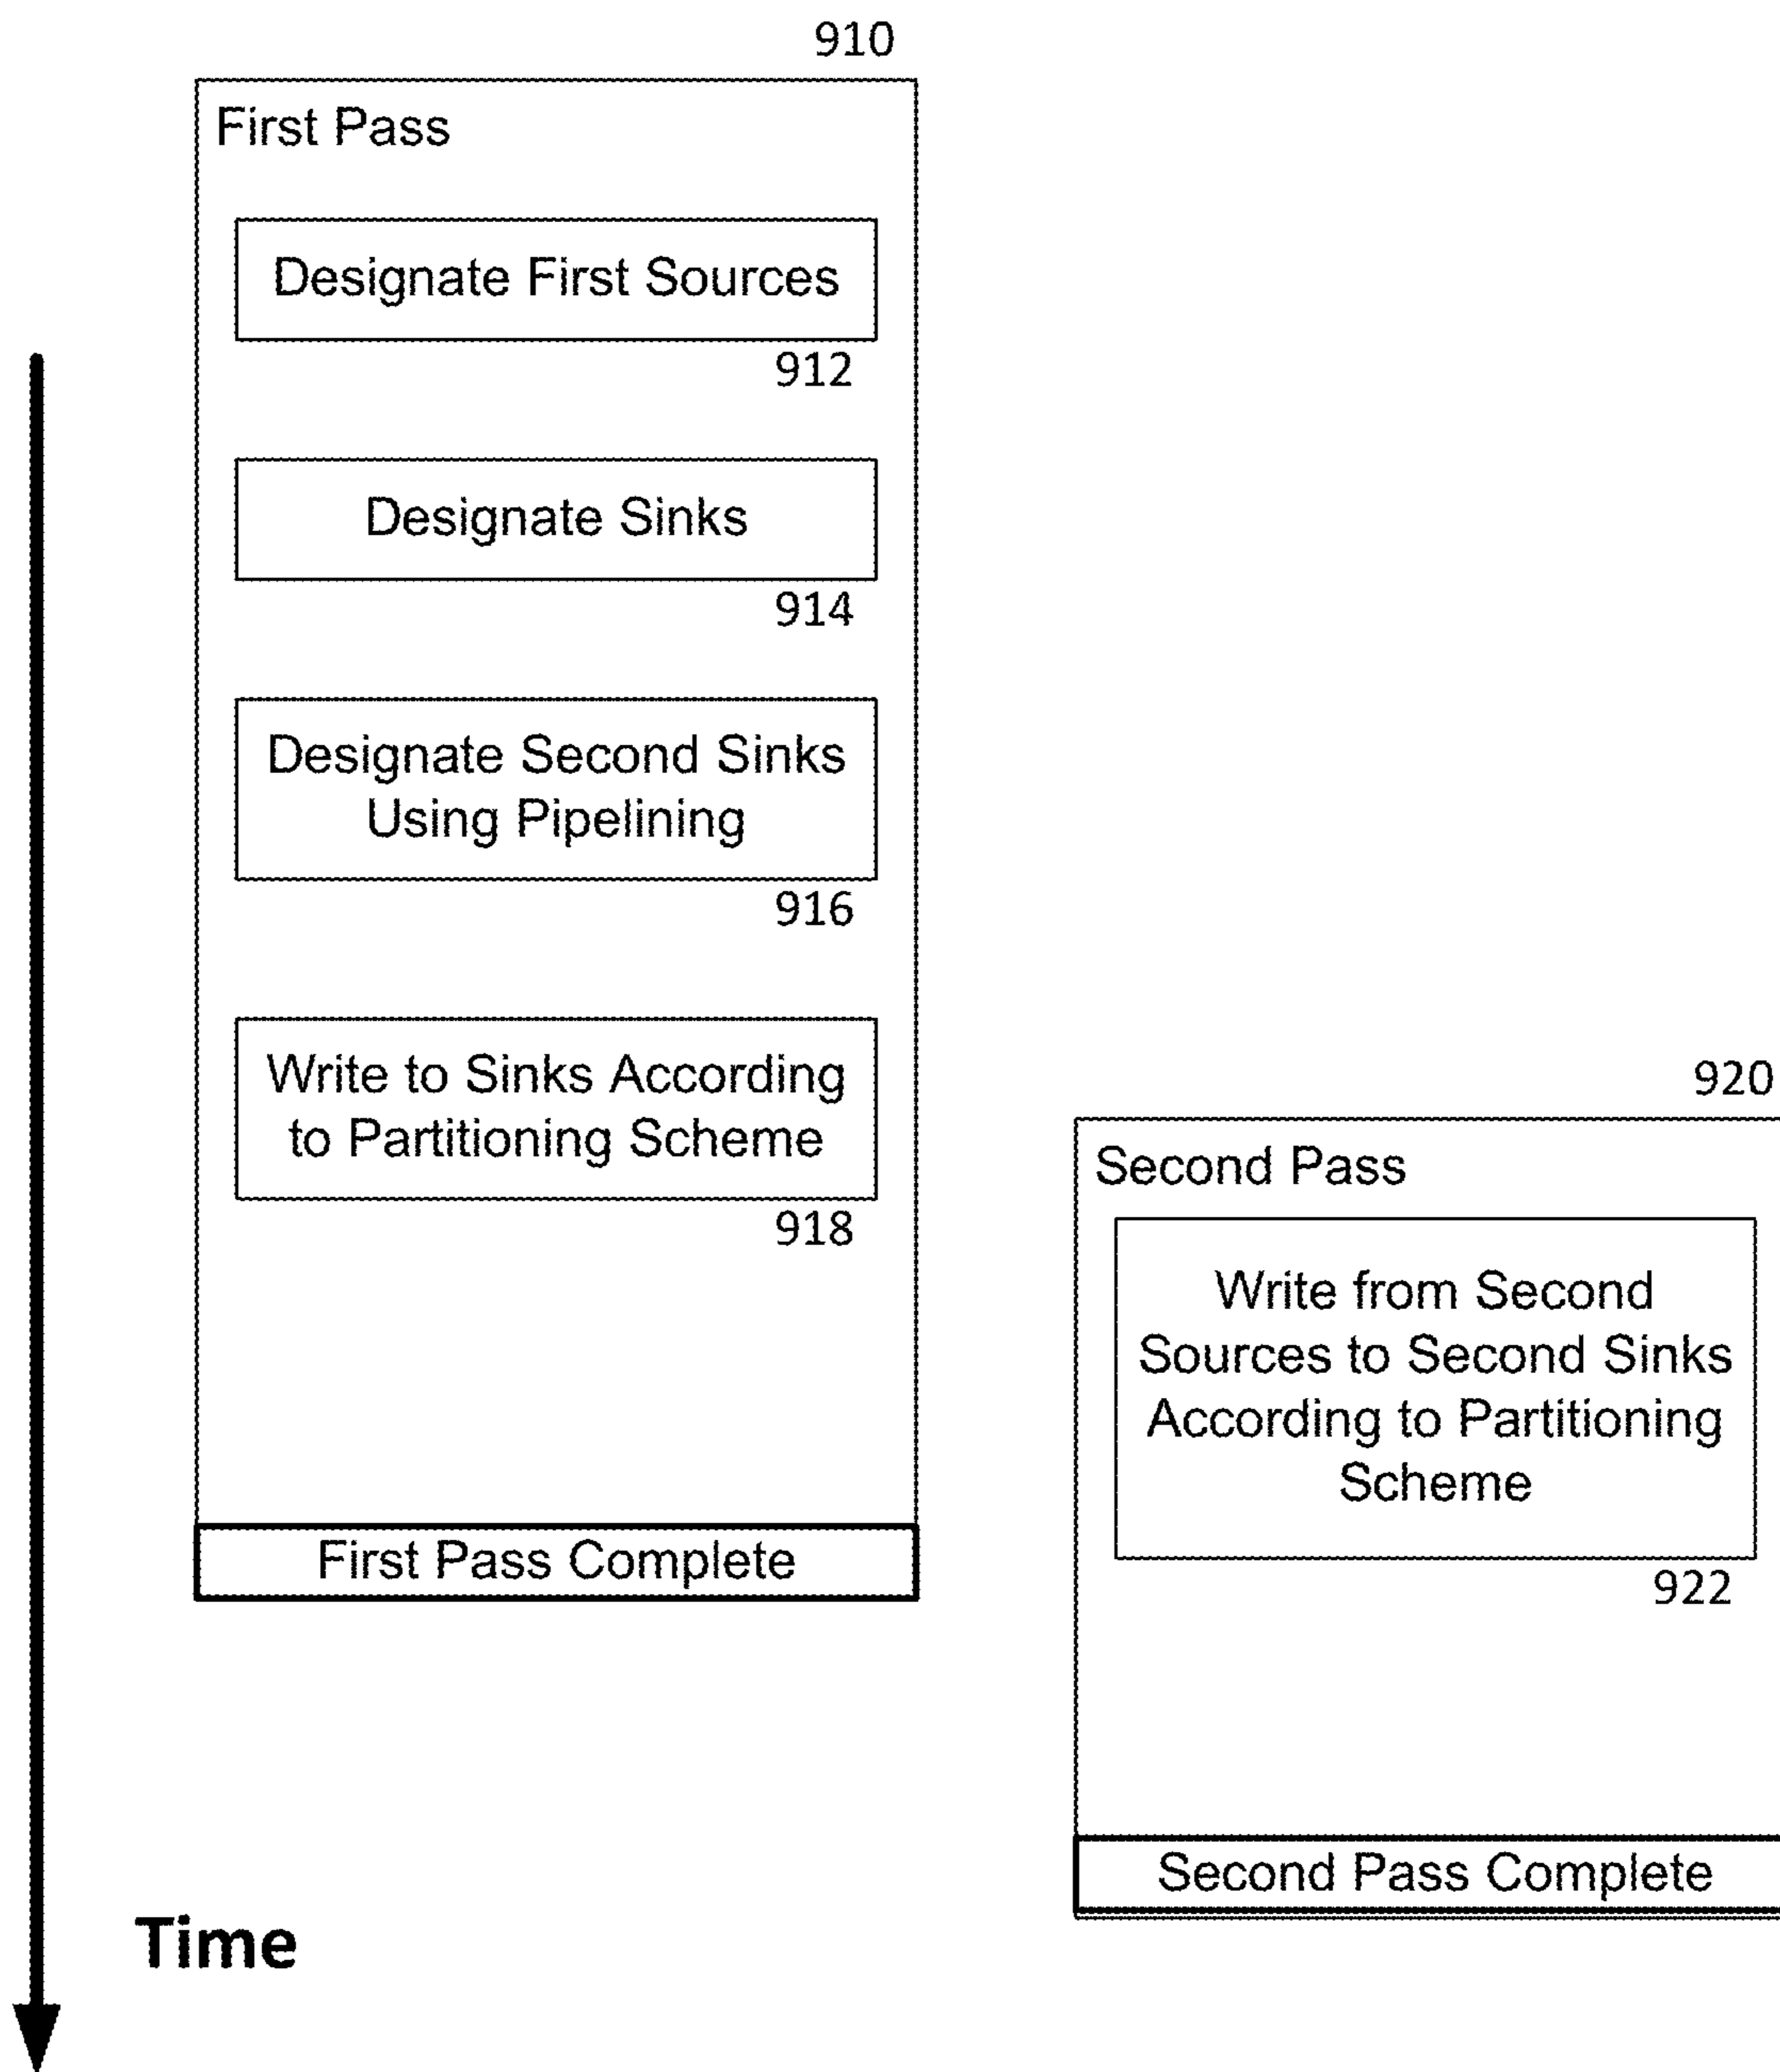 910
First Pass
Designate First Sources
912
Designate Sinks
914
Designate Second Sinks
Using Pipelining
916
Write to Sinks According
to Partitioning Scheme
918
First Pass Complete
920
Second Pass
Write from Second
Sources to Second Sinks
According to Partitioning
Scheme
922
Second Pass Complete
Time